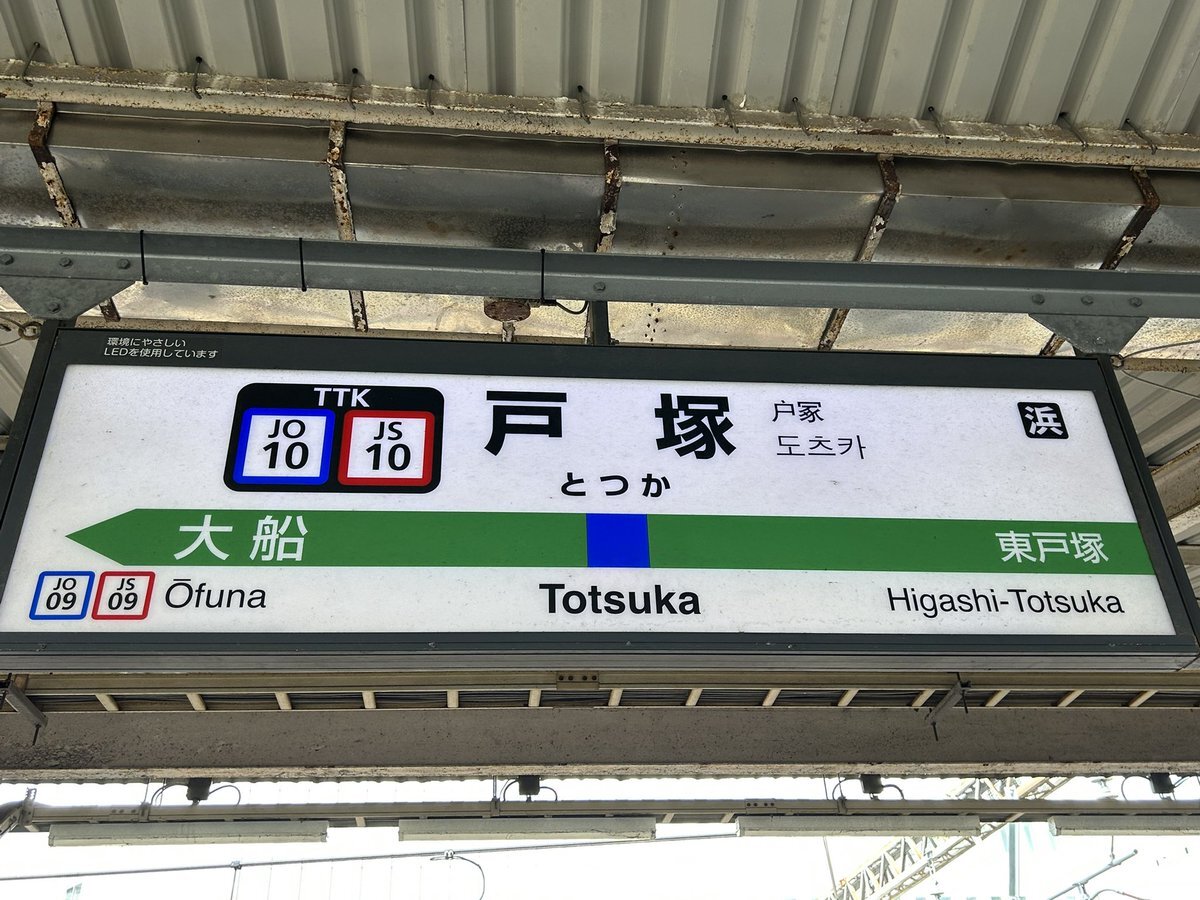 環境にやさしい
LEDを使用しています
TTK
JO 10
JS 10
戸塚
户冢
도츠카
とつか
浜
大船
東戸塚
JO 09
JS 09
Ōfuna
Totsuka
Higashi-Totsuka